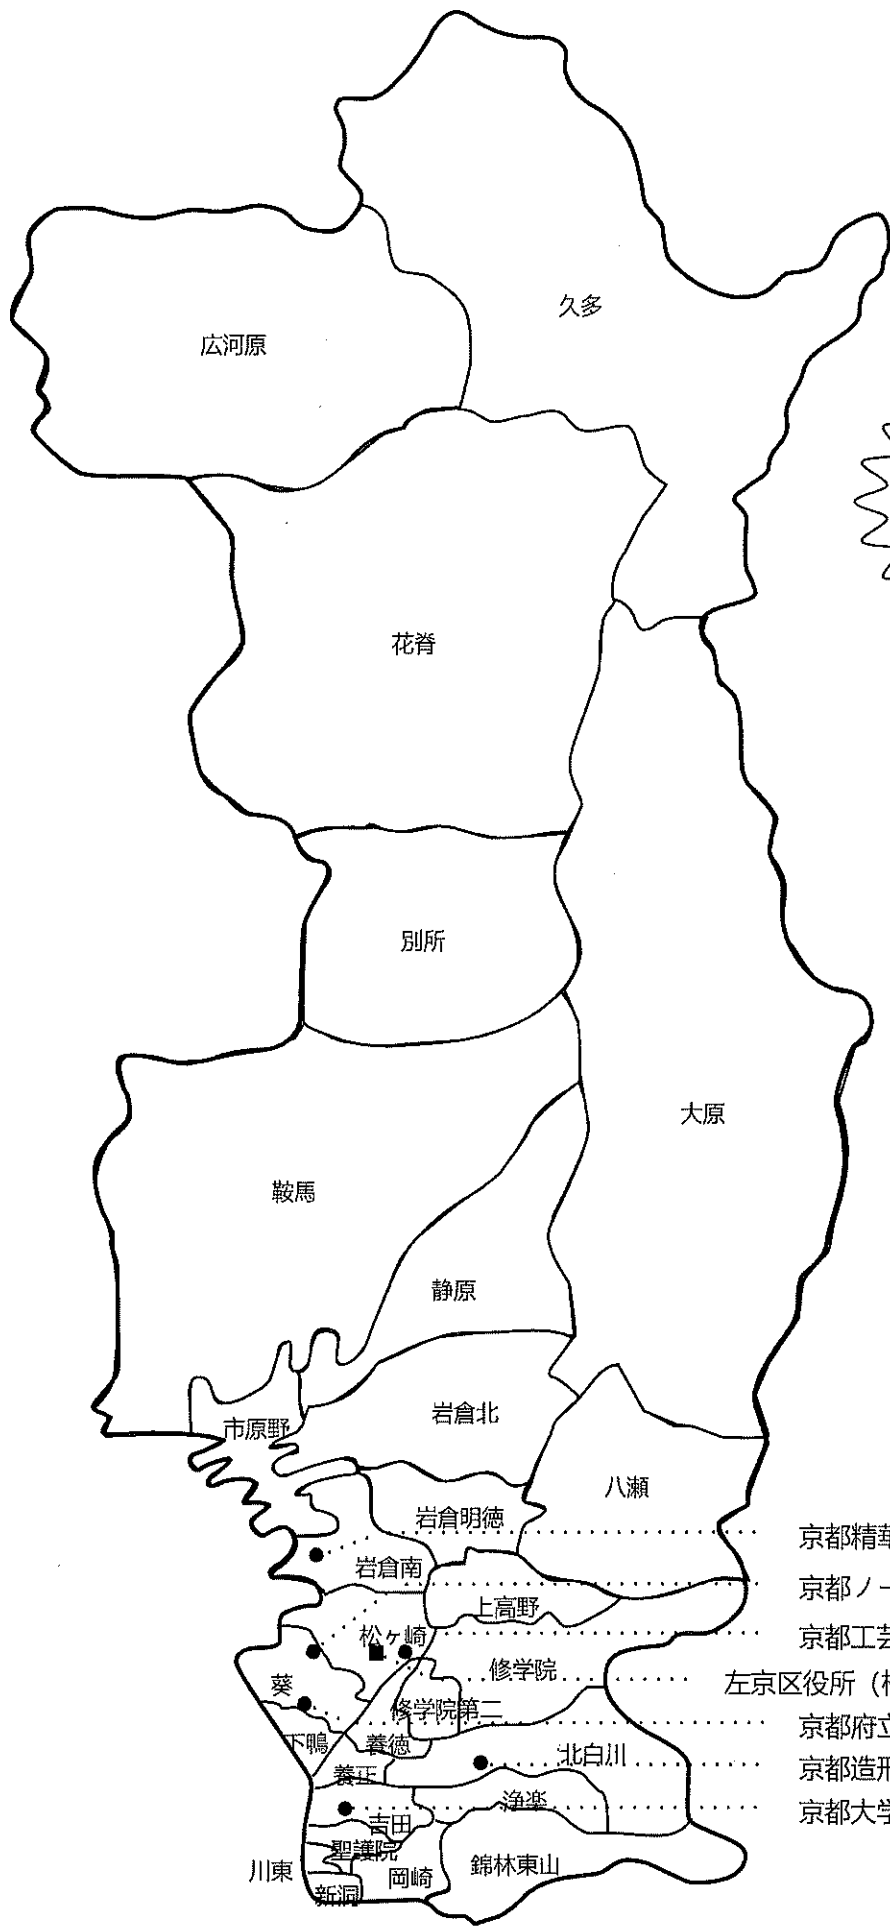 久多
広河原
花脊
別所
大原
鞍馬
静原
岩倉北
市原野
八瀬
岩倉明徳
京都精華
岩倉南
京都ノー
上高野
松ヶ崎
京都工芸
修学院
左京区役所（松
葵
修学院第二
京都府立
下鴨
養徳
北白川
京都造形
養正
浄楽
京都大学
吉田
聖護院
錦林東山
川東
岡崎
新洞